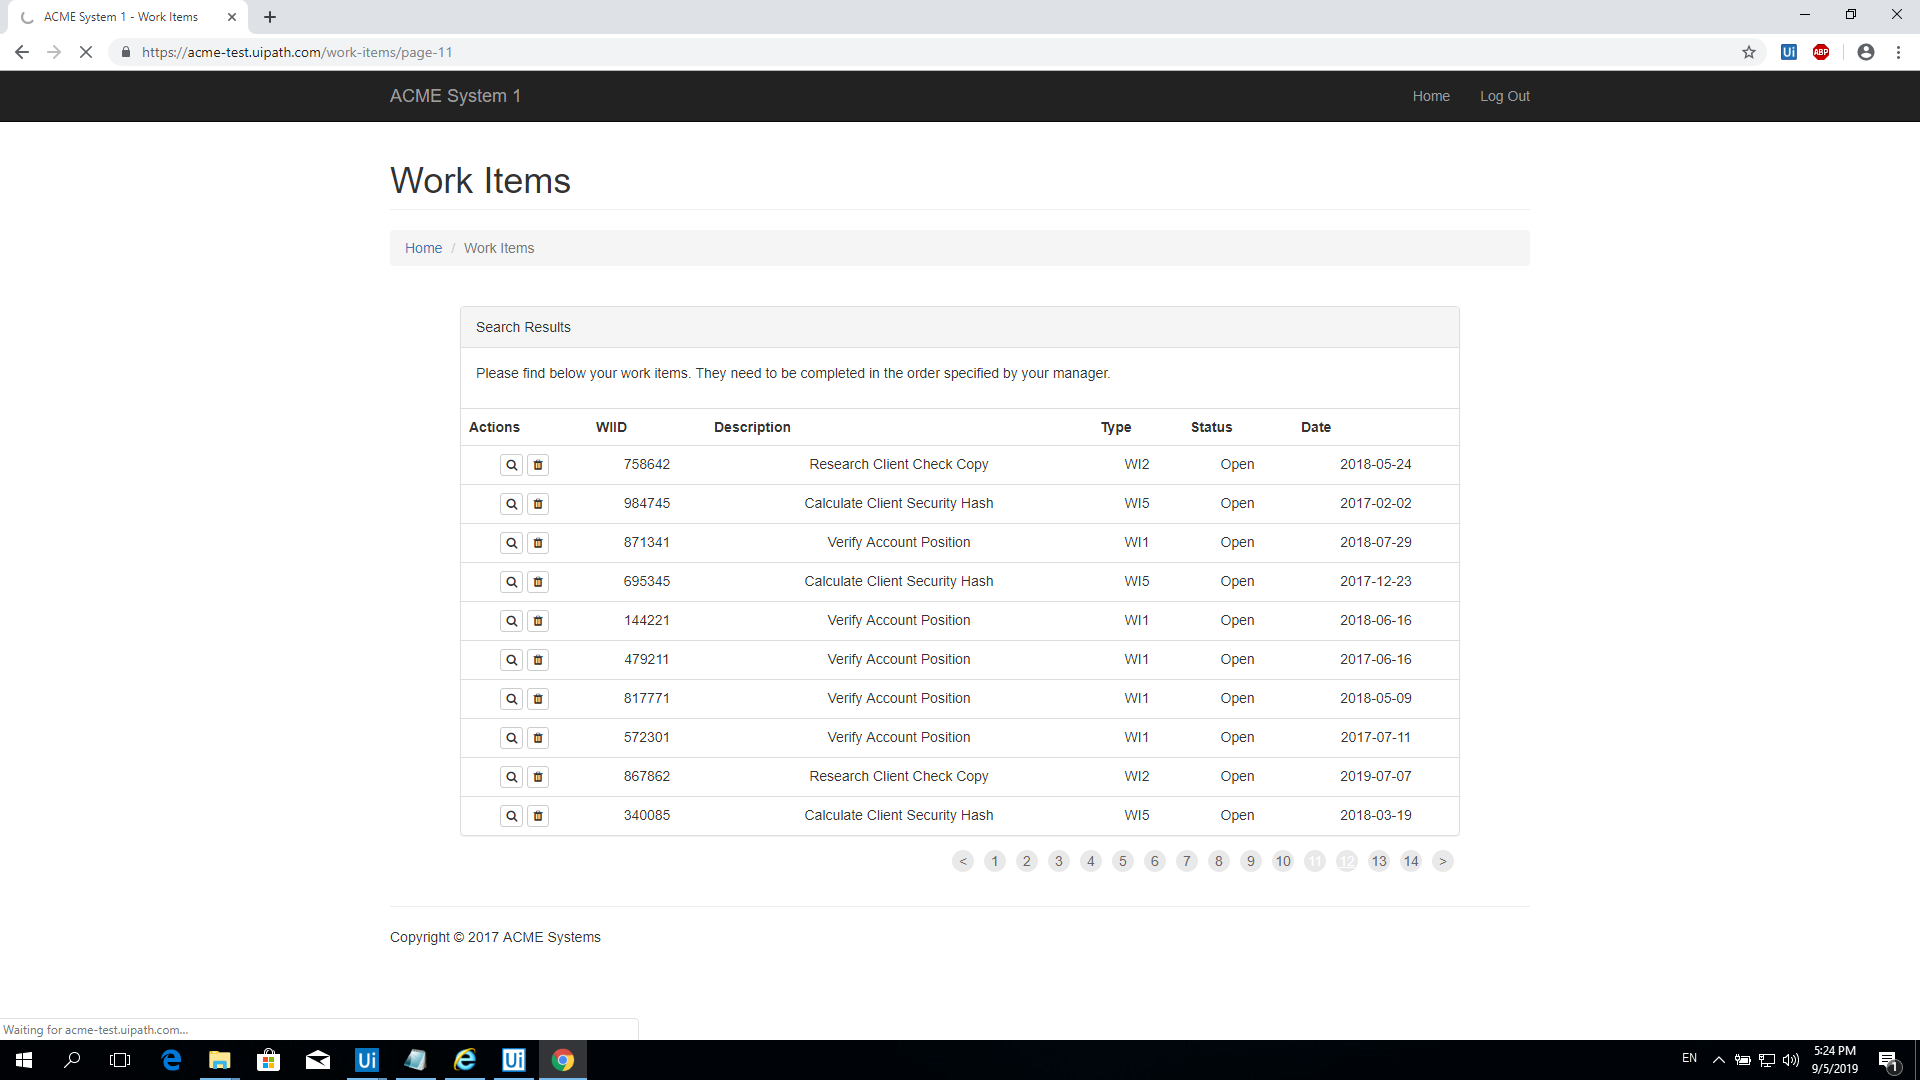 ACME System 1 - Work Items
https://acme-test.uipath.com/work-items/page-11
Ui ABP
ACME System 1 Home Log Out
Work Items
Home / Work Items
Search Results
Please find below your work items. They need to be completed in the order specified by your manager.
Actions WIID Description Type Status Date
758642 Research Client Check Copy WI2 Open 2018-05-24
984745 Calculate Client Security Hash WI5 Open 2017-02-02
871341 Verify Account Position WI1 Open 2018-07-29
695345 Calculate Client Security Hash WI5 Open 2017-12-23
144221 Verify Account Position WI1 Open 2018-06-16
479211 Verify Account Position WI1 Open 2017-06-16
817771 Verify Account Position WI1 Open 2018-05-09
572301 Verify Account Position WI1 Open 2017-07-11
867862 Research Client Check Copy WI2 Open 2019-07-07
340085 Calculate Client Security Hash WI5 Open 2018-03-19
< 1 2 3 4 5 6 7 8 9 10 11 12 13 14 >
Copyright © 2017 ACME Systems
Waiting for acme-test.uipath.com...
Ui Ui EN 5:24 PM
9/5/2019
1